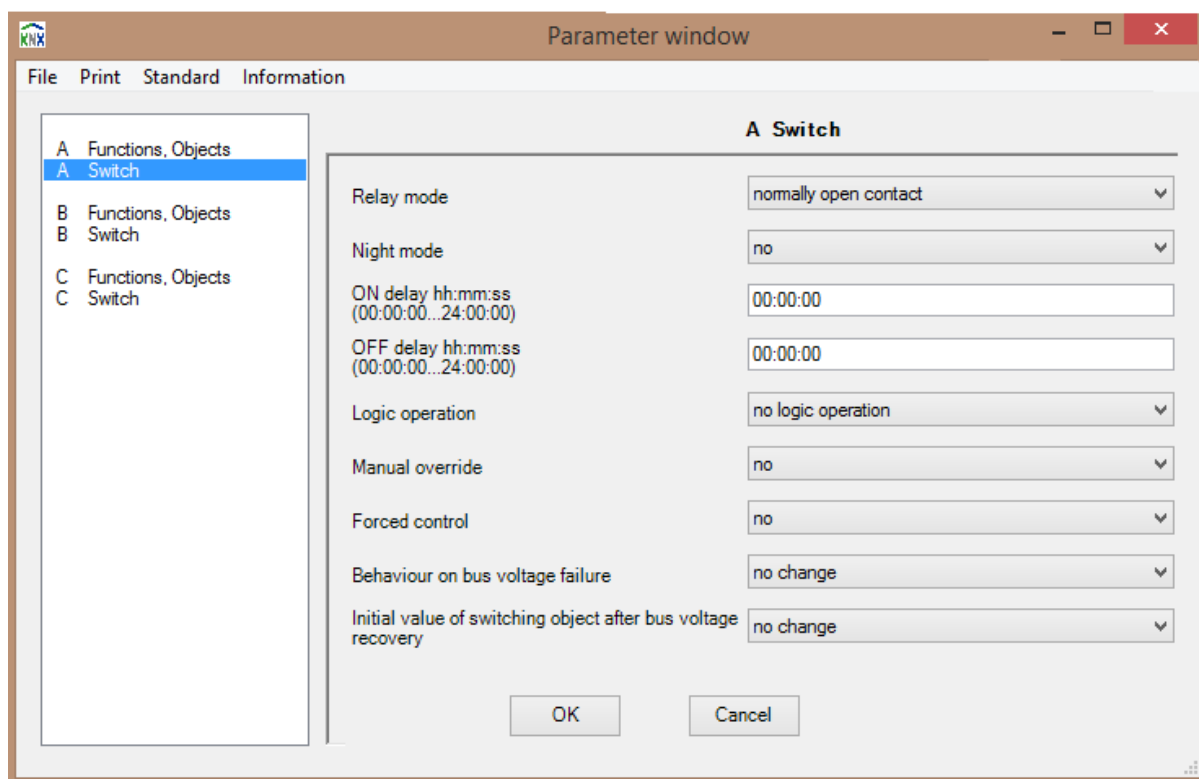 KNX
Parameter window
File Print Standard Information
A Functions, Objects
A Switch
B Functions, Objects
B Switch
C Functions, Objects
C Switch
A Switch
Relay mode normally open contact
Night mode no
ON delay hh:mm:ss
(00:00:00...24:00:00) 00:00:00
OFF delay hh:mm:ss
(00:00:00...24:00:00) 00:00:00
Logic operation no logic operation
Manual override no
Forced control no
Behaviour on bus voltage failure no change
Initial value of switching object after bus voltage
recovery no change
OK Cancel